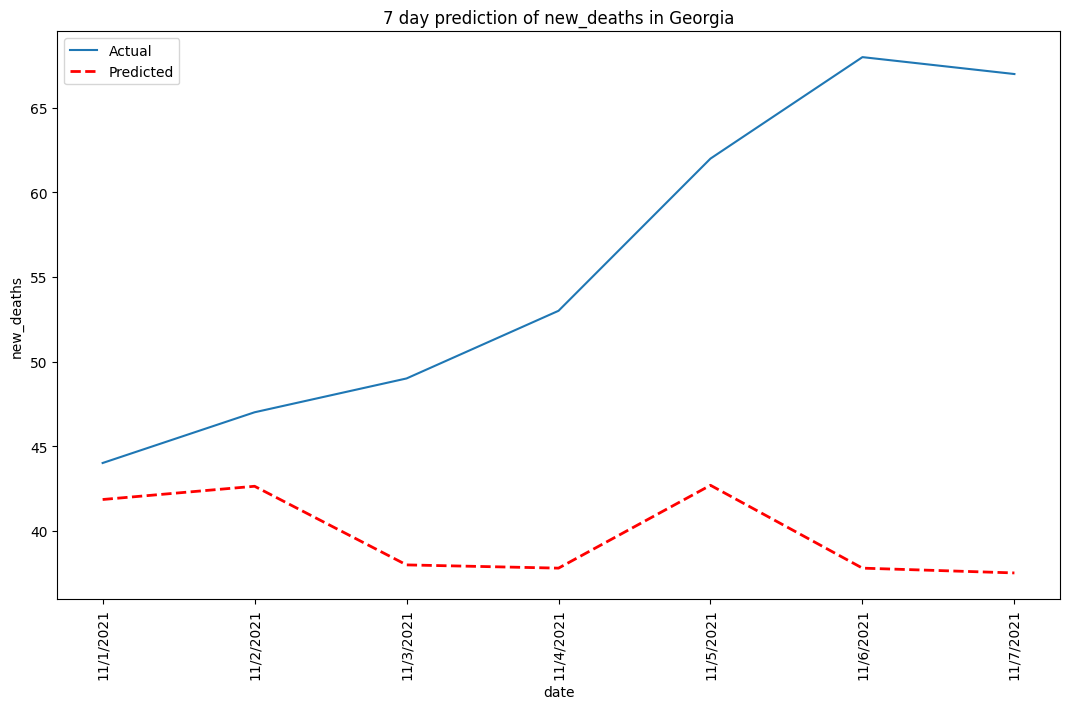 7 day prediction of new_deaths in Georgia
Actual
Predicted
new_deaths
65
60
55
50
45
40
11/1/2021
11/2/2021
11/3/2021
11/4/2021
11/5/2021
11/6/2021
11/7/2021
date